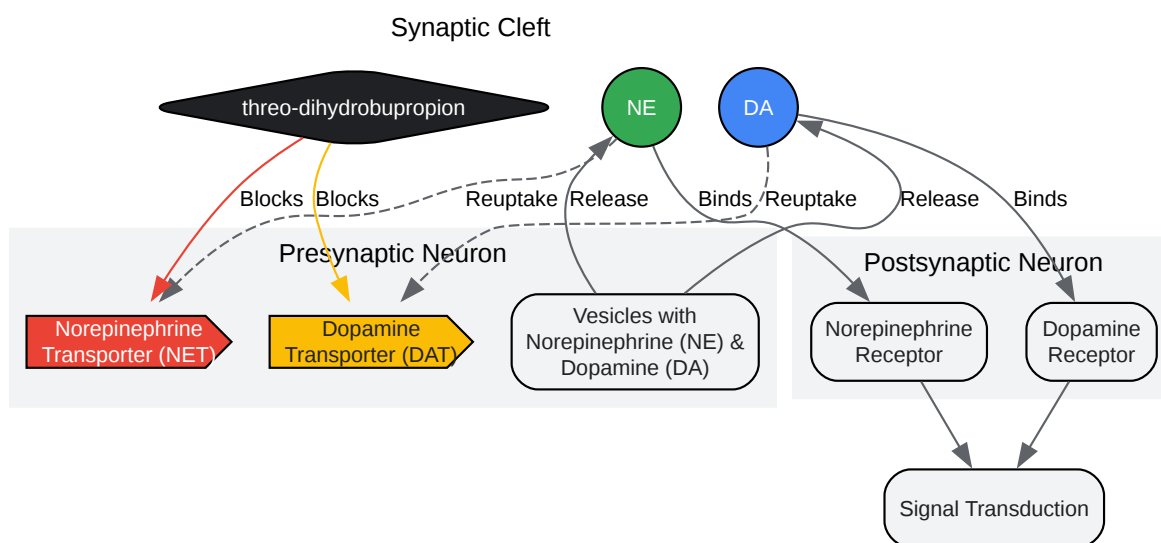 Synaptic Cleft
threo-dihydrobupropion
NE
DA
Blocks
Blocks
Reuptake
Release
Binds
Reuptake
Release
Binds
Presynaptic Neuron
Postsynaptic Neuron
Norepinephrine
Transporter (NET)
Dopamine
Transporter (DAT)
Vesicles with
Norepinephrine (NE) &
Dopamine (DA)
Norepinephrine
Receptor
Dopamine
Receptor
Signal Transduction